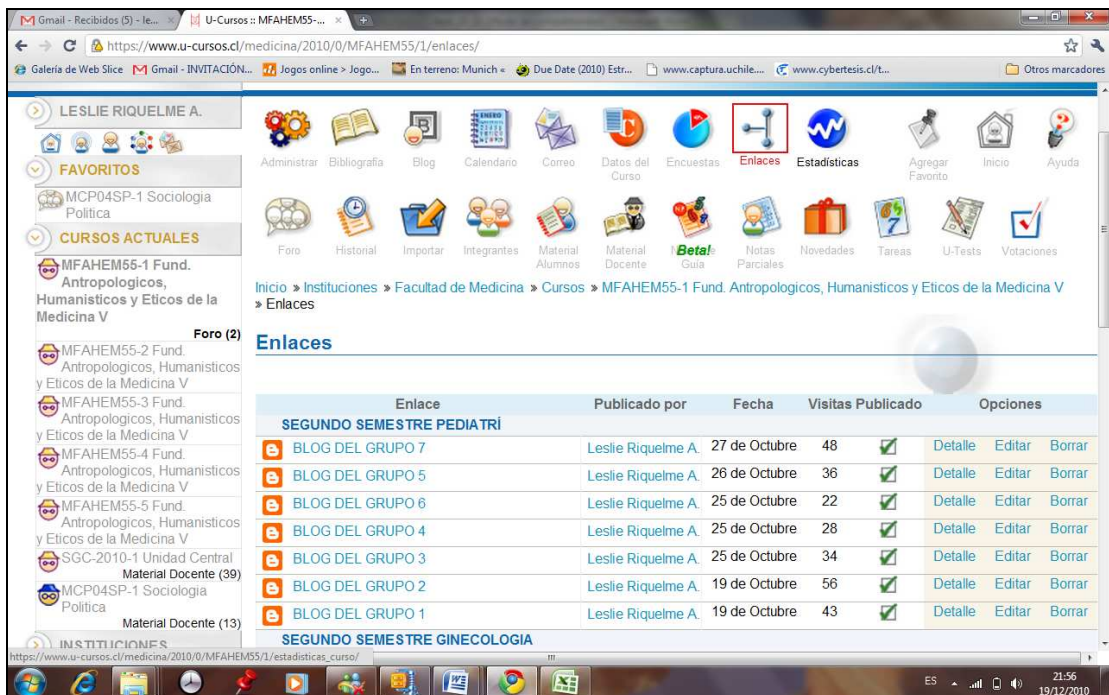 Gmail - Recibidos (5) - le...
U-Cursos :: MFAHEM55-...
https://www.u-cursos.cl/medicina/2010/0/MFAHEM55/1/enlaces/
Galería de Web Slice Gmail - INVITACIÓN... Jogos online > Jogo... En terreno: Munich « Due Date (2010) Estr... www.captura.uchile.... www.cybertesis.cl/t... Otros marcadores
LESLIE RIQUELME A.
FAVORITOS
MCP04SP-1 Sociologia
Politica
CURSOS ACTUALES
MFAHEM55-1 Fund.
Antropologicos,
Humanisticos y Eticos de la
Medicina V
Foro (2)
MFAHEM55-2 Fund.
Antropologicos, Humanisticos
y Eticos de la Medicina V
MFAHEM55-3 Fund.
Antropologicos, Humanisticos
y Eticos de la Medicina V
MFAHEM55-4 Fund.
Antropologicos, Humanisticos
y Eticos de la Medicina V
MFAHEM55-5 Fund.
Antropologicos, Humanisticos
y Eticos de la Medicina V
SGC-2010-1 Unidad Central
Material Docente (39)
MCP04SP-1 Sociologia
Politica
Material Docente (13)
INSTITUCIONES
Administrar Bibliografía Blog Calendario Correo Datos del Curso Encuestas Enlaces Estadísticas Agregar Favorito Inicio Ayuda
Foro Historial Importar Integrantes Material Alumnos Material Docente Beta! Guia Notas Parciales Novedades Tareas U-Tests Votaciones
Inicio » Instituciones » Facultad de Medicina » Cursos » MFAHEM55-1 Fund. Antropologicos, Humanisticos y Eticos de la Medicina V
» Enlaces
Enlaces
Enlace Publicado por Fecha Visitas Publicado Opciones
SEGUNDO SEMESTRE PEDIATRÍ
BLOG DEL GRUPO 7 Leslie Riquelme A. 27 de Octubre 48 Detalle Editar Borrar
BLOG DEL GRUPO 5 Leslie Riquelme A. 26 de Octubre 36 Detalle Editar Borrar
BLOG DEL GRUPO 6 Leslie Riquelme A. 25 de Octubre 22 Detalle Editar Borrar
BLOG DEL GRUPO 4 Leslie Riquelme A. 25 de Octubre 28 Detalle Editar Borrar
BLOG DEL GRUPO 3 Leslie Riquelme A. 25 de Octubre 34 Detalle Editar Borrar
BLOG DEL GRUPO 2 Leslie Riquelme A. 19 de Octubre 56 Detalle Editar Borrar
BLOG DEL GRUPO 1 Leslie Riquelme A. 19 de Octubre 43 Detalle Editar Borrar
SEGUNDO SEMESTRE GINECOLOGIA
https://www.u-cursos.cl/medicina/2010/0/MFAHEM55/1/estadisticas_curso/
ES 21:56
19/12/2010